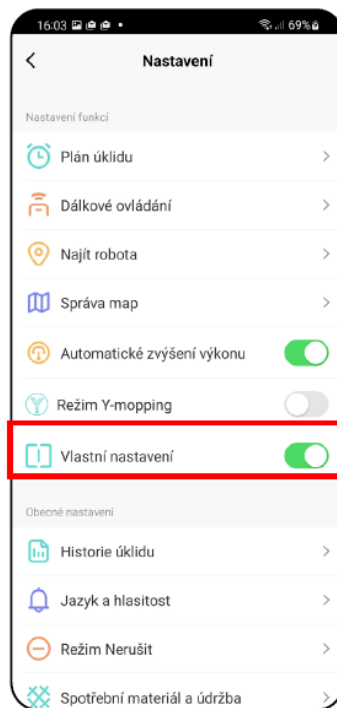 16:03 69%
Nastavení
Nastavení funkcí
Plán úklidu
Dálkové ovládání
Najít robota
Správa map
Automatické zvýšení výkonu
Režim Y-mopping
Vlastní nastavení
Obecné nastavení
Historie úklidu
Jazyk a hlasitost
Režim Nerušit
Spotřební materiál a údržba